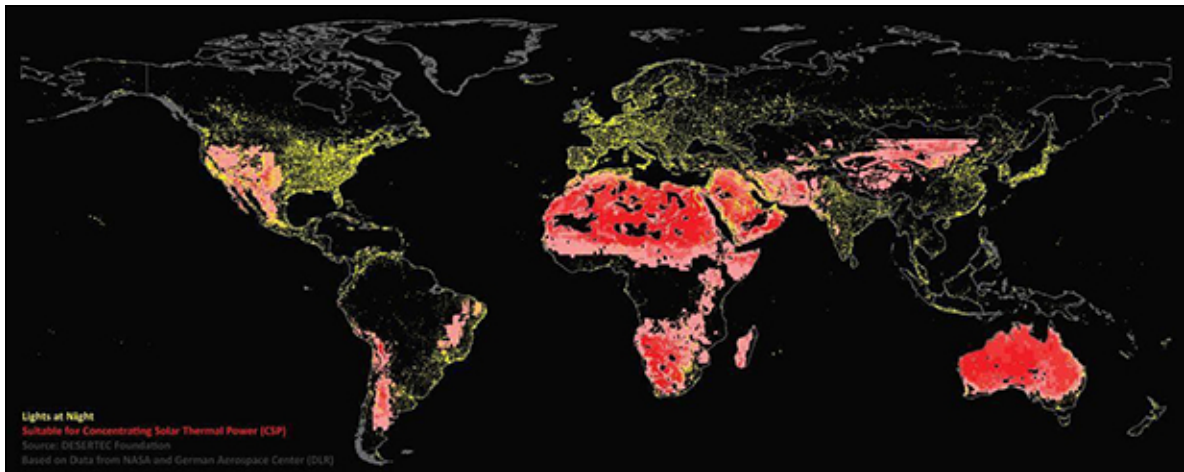 Lights at Night
Suitable for Concentrating Solar Thermal Power (CSP)
Source: DESERTEC Foundation
Based on Data from NASA and German Aerospace Center (DLR)